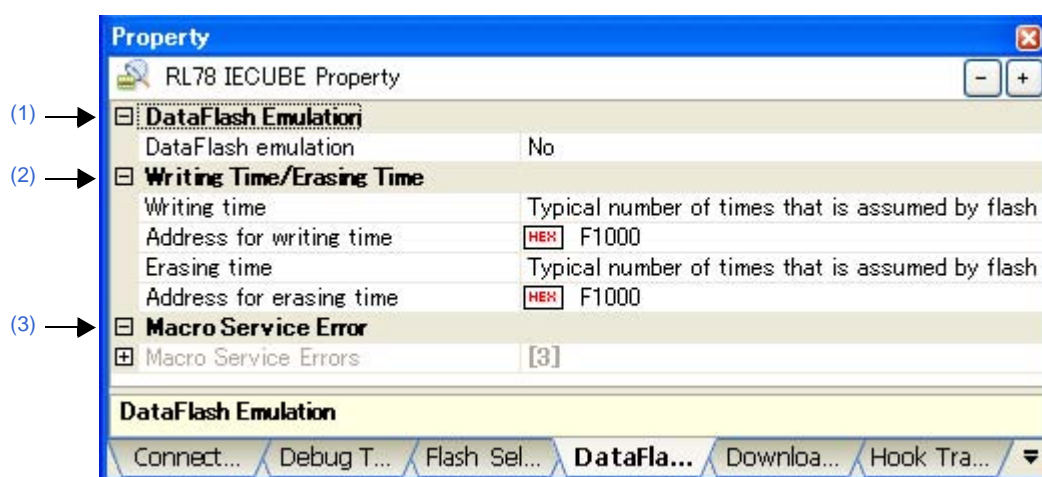 Property
RL78 IECUBE Property - +
(1) DataFlash Emulation
DataFlash emulation No
(2) Writing Time/Erasing Time
Writing time Typical number of times that is assumed by flash
Address for writing time HEX F1000
Erasing time Typical number of times that is assumed by flash
Address for erasing time HEX F1000
(3) Macro Service Error
Macro Service Errors [3]
DataFlash Emulation
Connect... Debug T... Flash Sel... DataFla... Downloa... Hook Tra...